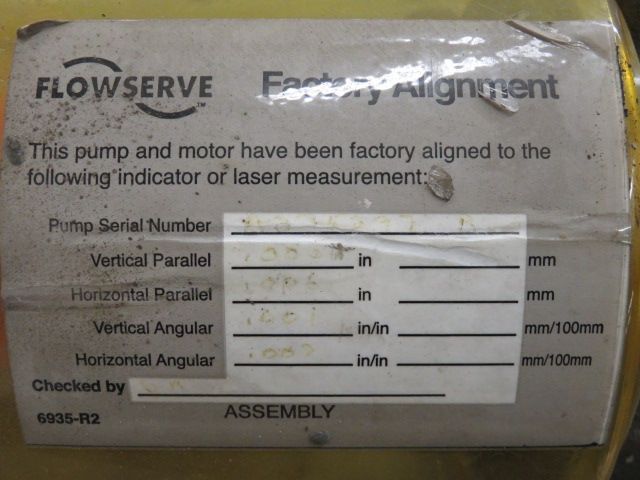 FLOWSERVE™ Factory Alignment
This pump and motor have been factory aligned to the
following indicator or laser measurement:
Pump Serial Number
Vertical Parallel in mm
Horizontal Parallel in mm
Vertical Angular in/in mm/100mm
Horizontal Angular in/in mm/100mm
Checked by
6935-R2 ASSEMBLY